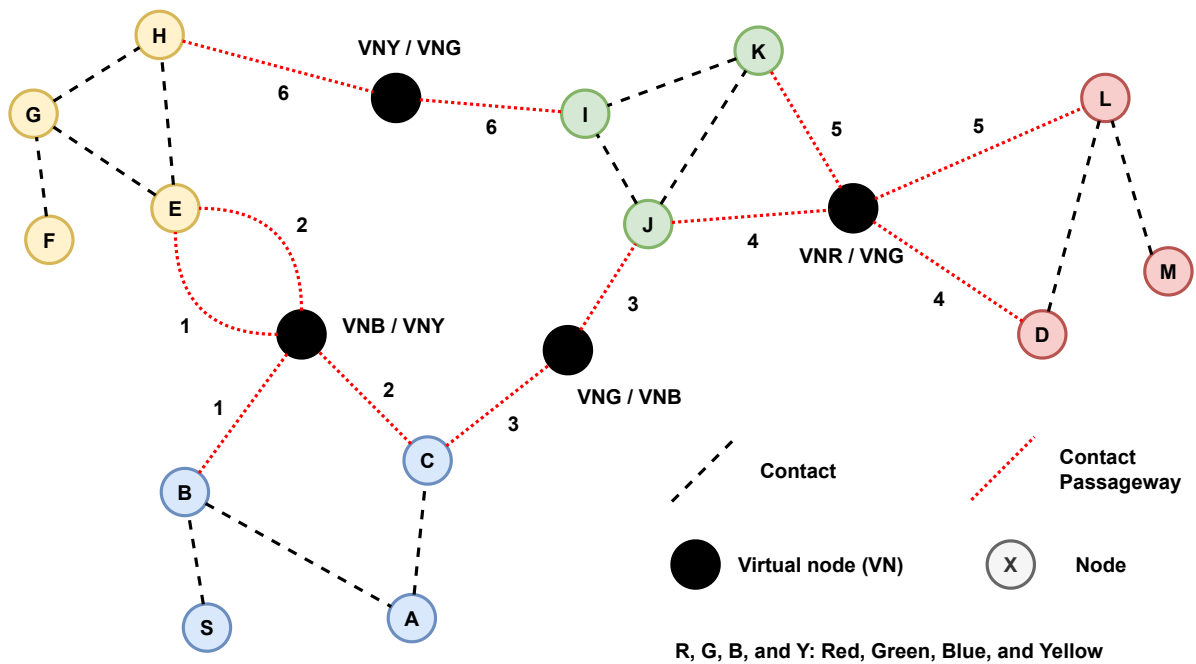 H
VNY / VNG
K
6
L
G
I
6
5
5
E
2
J
F
4
VNR / VNG
M
3
4
1
VNB / VNY
D
VNG / VNB
2
1
3
C
Contact
Contact
Passageway
B
Virtual node (VN)
X
Node
A
S
R, G, B, and Y: Red, Green, Blue, and Yellow